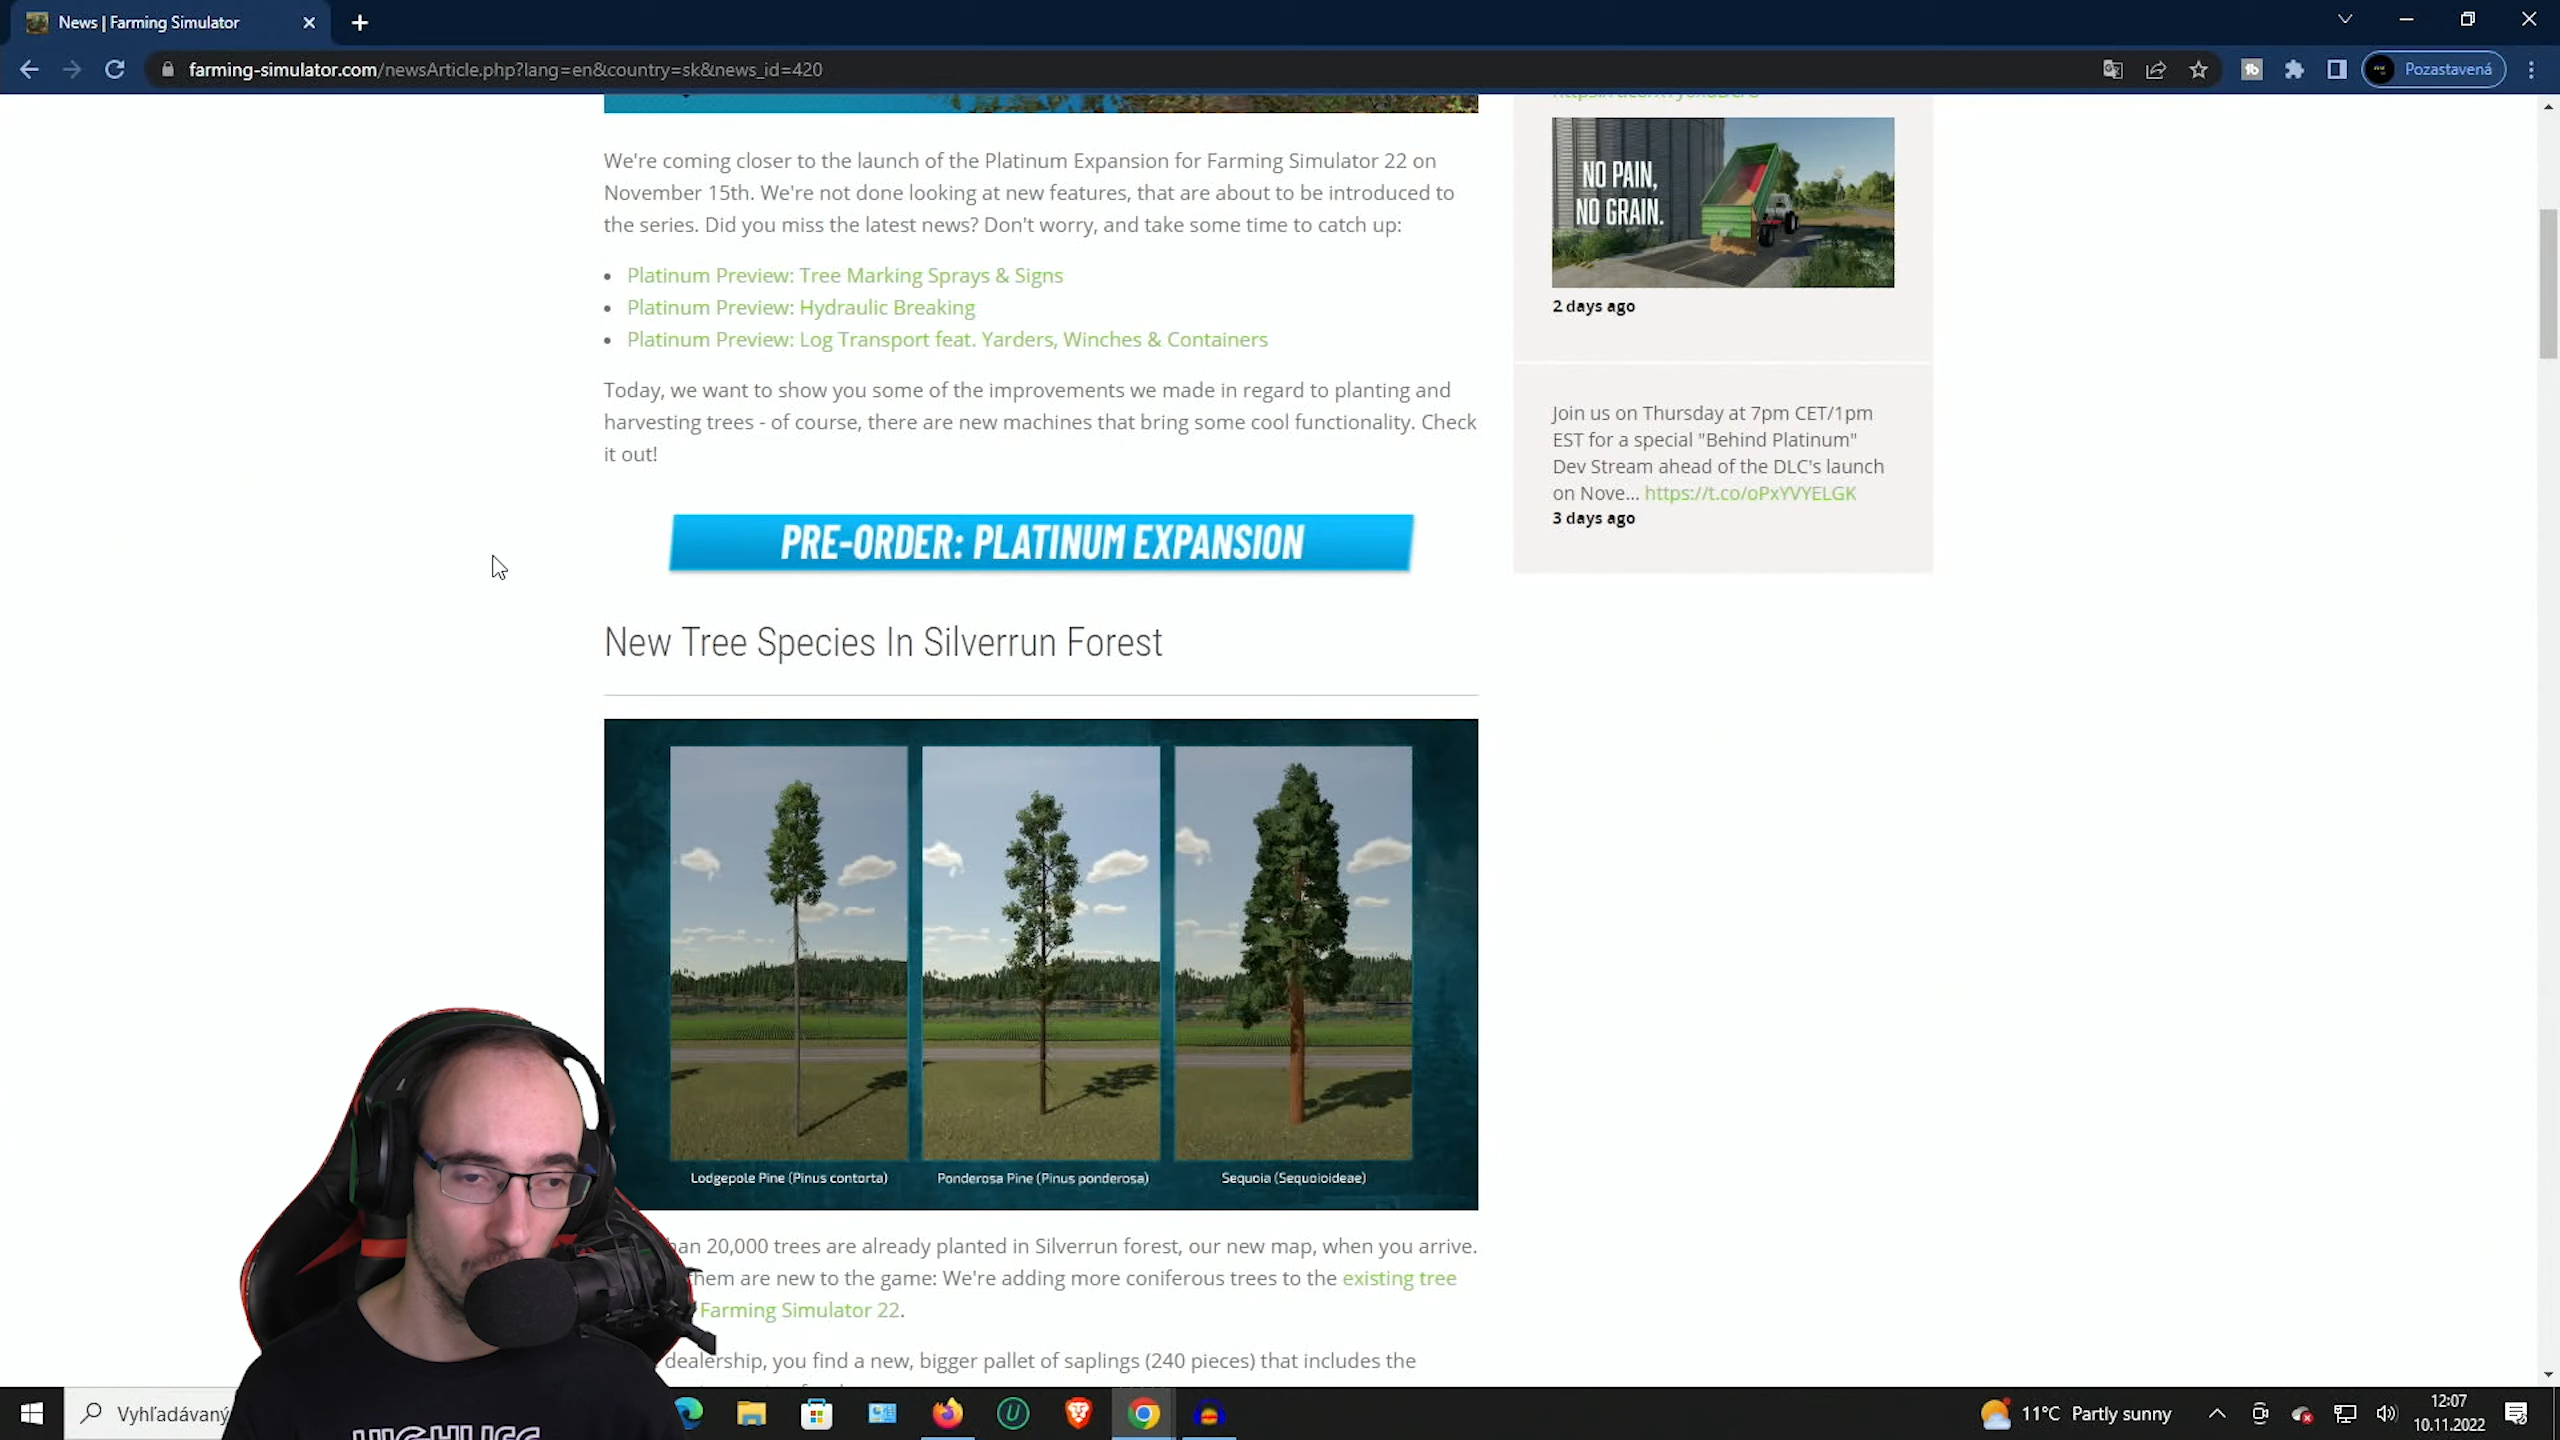 News | Farming Simulator
farming-simulator.com/newsArticle.php?lang=en&country=sk&news_id=420
Pozastavená
We're coming closer to the launch of the Platinum Expansion for Farming Simulator 22 on
November 15th. We're not done looking at new features, that are about to be introduced to
the series. Did you miss the latest news? Don't worry, and take some time to catch up:
Platinum Preview: Tree Marking Sprays & Signs
Platinum Preview: Hydraulic Breaking
Platinum Preview: Log Transport feat. Yarders, Winches & Containers
Today, we want to show you some of the improvements we made in regard to planting and
harvesting trees - of course, there are new machines that bring some cool functionality. Check
it out!
PRE-ORDER: PLATINUM EXPANSION
New Tree Species In Silverrun Forest
Lodgepole Pine (Pinus contorta)
Ponderosa Pine (Pinus ponderosa)
Sequoia (Sequoioideae)
20,000 trees are already planted in Silverrun forest, our new map, when you arrive.
are new to the game: We're adding more coniferous trees to the existing tree
Farming Simulator 22.
dealership, you find a new, bigger pallet of saplings (240 pieces) that includes the
NO PAIN,
NO GRAIN.
2 days ago
Join us on Thursday at 7pm CET/1pm
EST for a special "Behind Platinum"
Dev Stream ahead of the DLC's launch
on Nove... https://t.co/oPxYVYELGK
3 days ago
Vyhľadávaný
11°C Partly sunny
12:07
10.11.2022